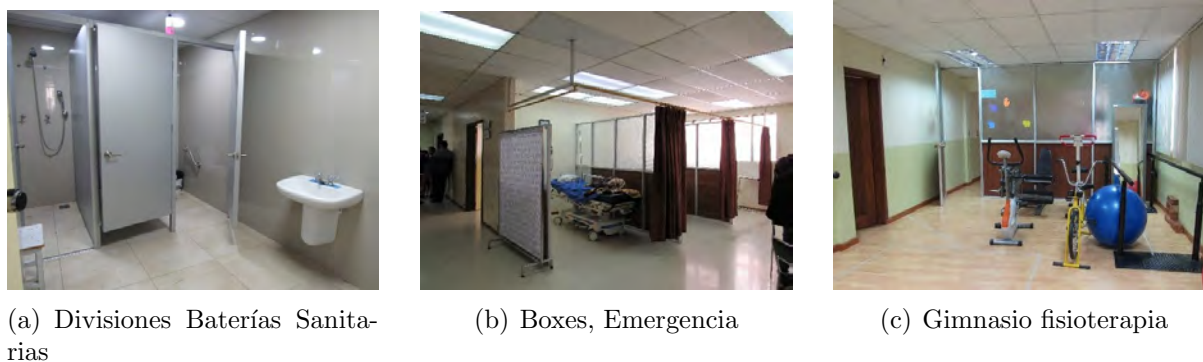 (a) Divisiones Baterías Sanita-
rias
(b) Boxes, Emergencia
(c) Gimnasio fisioterapia